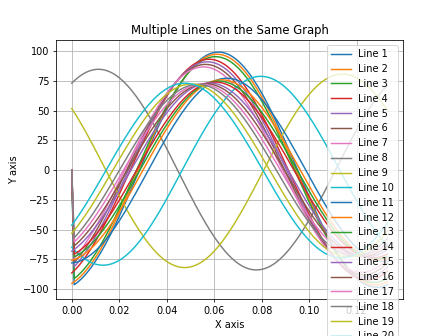 Multiple Lines on the Same Graph
Y axis
100
75
50
25
0
−25
−50
−75
−100
0.00
0.02
0.04
0.06
0.08
0.10
X axis
Line 1
Line 2
Line 3
Line 4
Line 5
Line 6
Line 7
Line 8
Line 9
Line 10
Line 11
Line 12
Line 13
Line 14
Line 15
Line 16
Line 17
Line 18
Line 19
Line 20